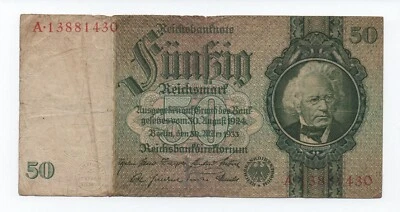 Reichsbanknote
A·13881430
50
Fünfzig
Reichsmark
50
Ausgegeben auf Grund des Bank
gesetzes vom 30. August 1924
Berlin, den 30. März 1933
Reichsbankdirektorium
50
A·13881430